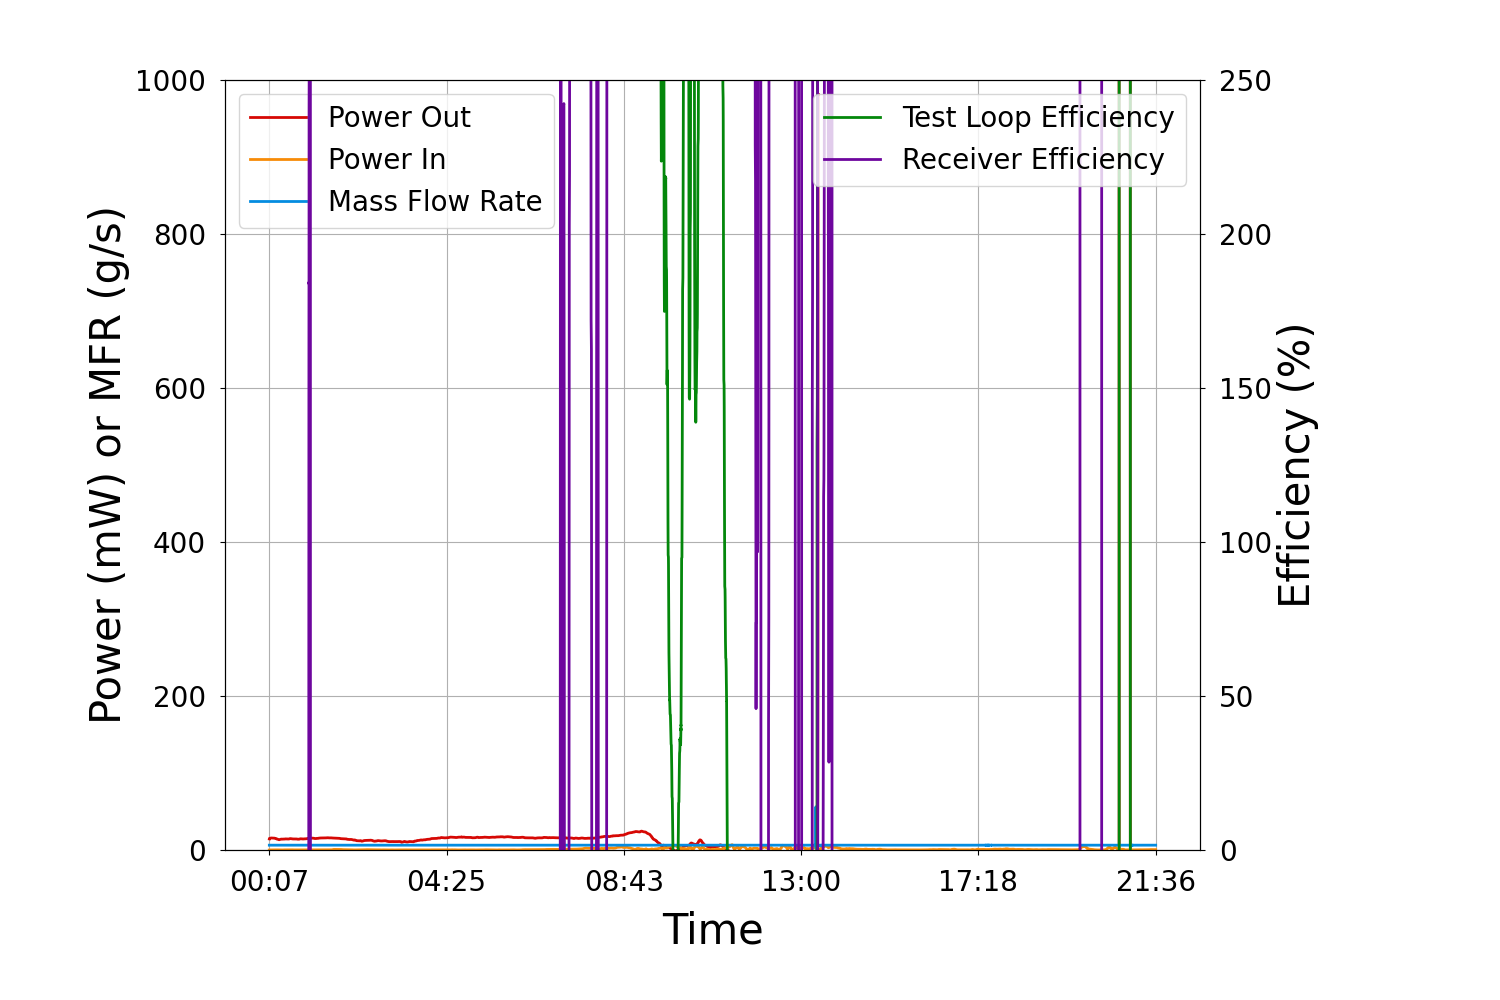 1000
800
600
400
200
0
Power (mW) or MFR (g/s)
Power Out
Power In
Mass Flow Rate
Test Loop Efficiency
Receiver Efficiency
250
200
150
100
50
0
Efficiency (%)
00:07 04:25 08:43 13:00 17:18 21:36
Time